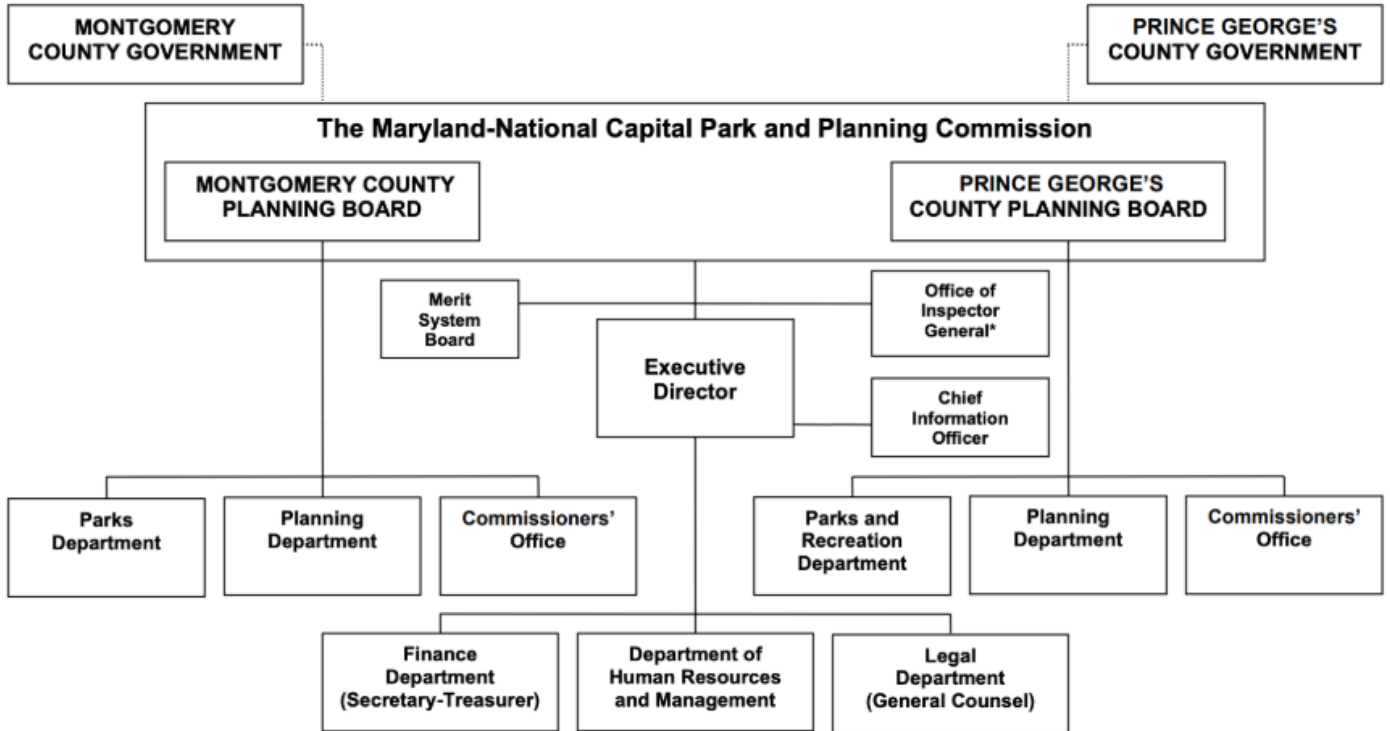 MONTGOMERY
COUNTY GOVERNMENT
PRINCE GEORGE’S
COUNTY GOVERNMENT
The Maryland-National Capital Park and Planning Commission
MONTGOMERY COUNTY
PLANNING BOARD
PRINCE GEORGE’S
COUNTY PLANNING BOARD
Merit
System
Board
Office of
Inspector
General*
Executive
Director
Chief
Information
Officer
Parks
Department
Planning
Department
Commissioners’
Office
Parks and
Recreation
Department
Planning
Department
Commissioners’
Office
Finance
Department
(Secretary-Treasurer)
Department of
Human Resources
and Management
Legal
Department
(General Counsel)